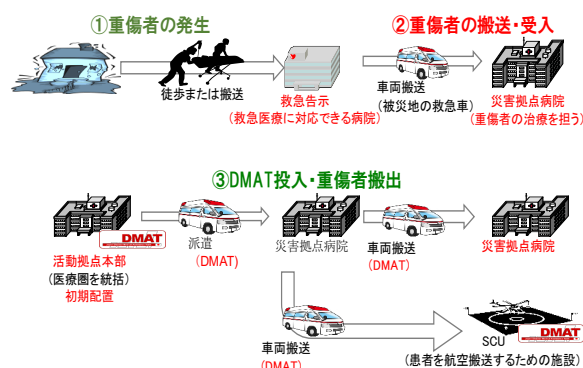 ①重傷者の発生
②重傷者の搬送・受入
徒歩または搬送
救急告示
(救急医療に対応できる病院)
車両搬送
(被災地の救急車)
災害拠点病院
(重傷者の治療を担う)
③DMAT投入・重傷者搬出
DMAT
活動拠点本部
(医療圏を統括)
初期配置
派遣
(DMAT)
災害拠点病院
車両搬送
(DMAT)
災害拠点病院
車両搬送
(DMAT)
SCU
DMAT
(患者を航空搬送するための施設)